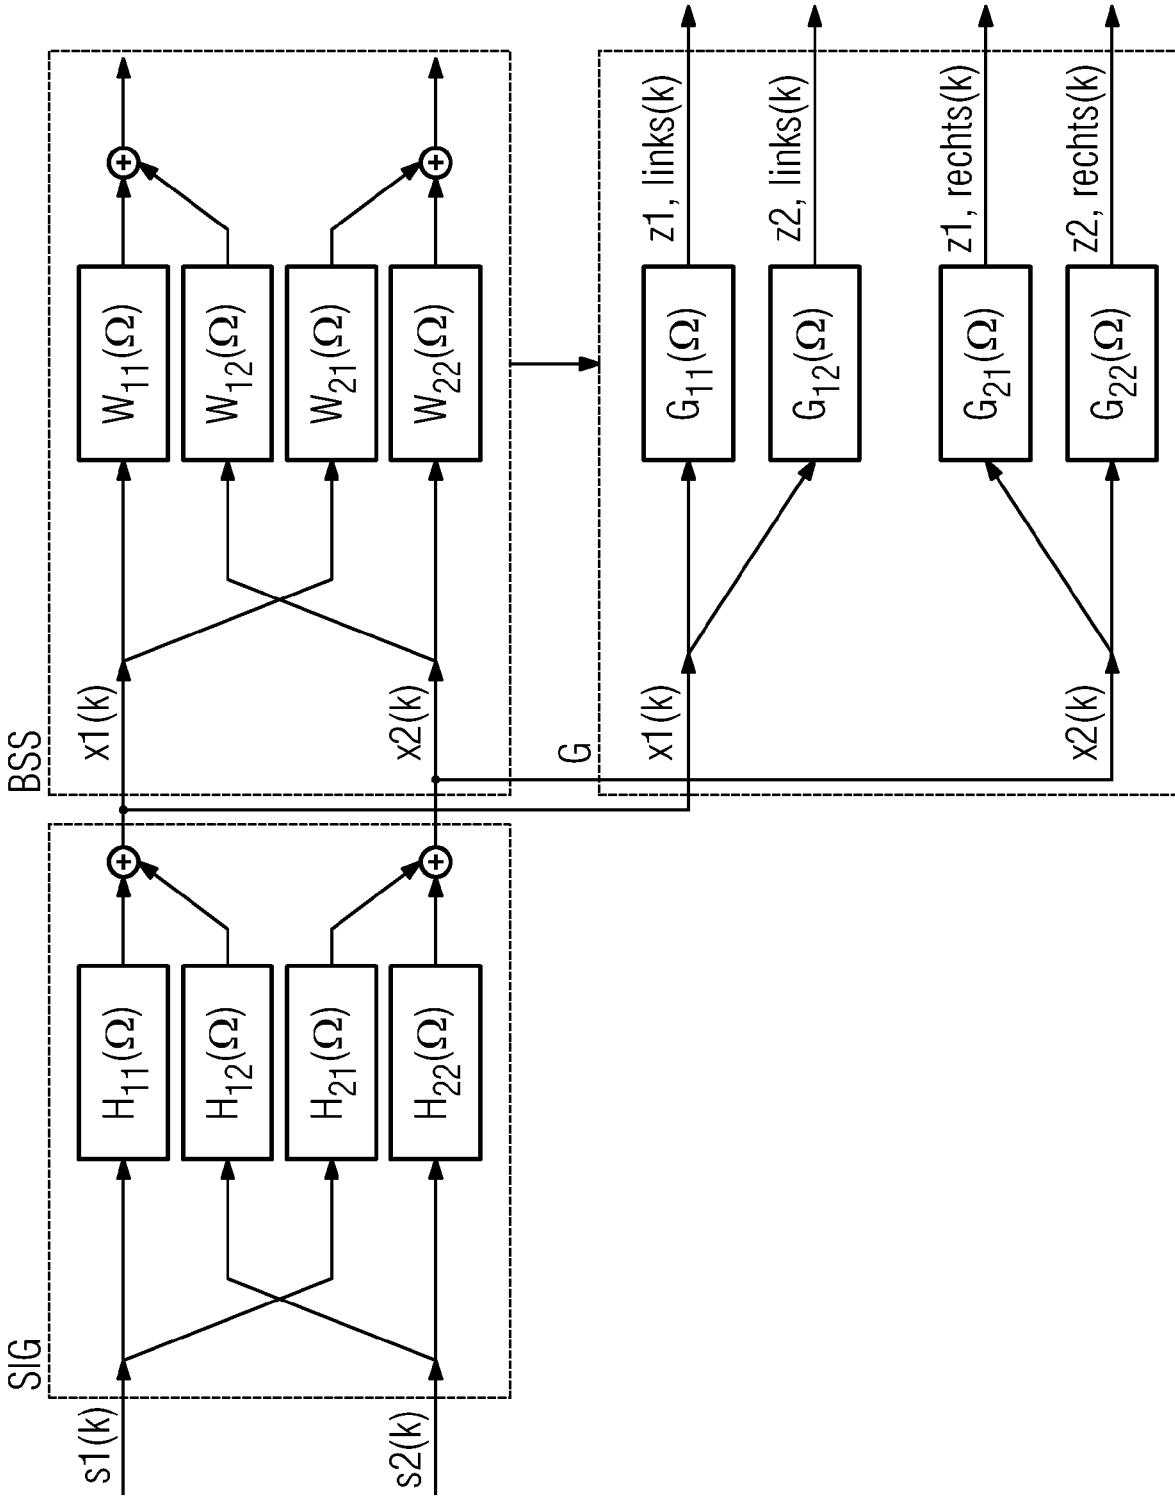 SIG
s1(k)
s2(k)
H11(Ω)
H12(Ω)
H21(Ω)
H22(Ω)
+
+
BSS
x1(k)
x2(k)
W11(Ω)
W12(Ω)
W21(Ω)
W22(Ω)
+
+
G
x1(k)
x2(k)
G11(Ω)
G12(Ω)
G21(Ω)
G22(Ω)
z1, links(k)
z2, links(k)
z1, rechts(k)
z2, rechts(k)